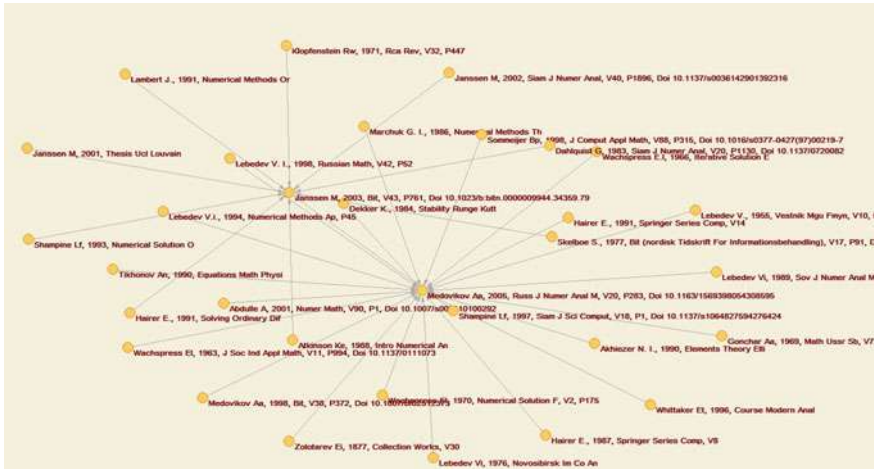 Klopfenstein Rw, 1971, Rca Rev, V32, P447
Lambert J., 1991, Numerical Methods Or
Janssen M, 2002, Siam J Numer Anal, V40, P1896, Doi 10.1137/s0036142901392316
Marchuk G. I., 1986, Numerical Methods Th
Sommeijer Bp, 1998, J Comput Appl Math, V88, P315, Doi 10.1016/s0377-0427(97)00219-7
Janssen M, 2001, Thesis Ucl Louvain
Dahlquist G, 1983, Siam J Numer Anal, V20, P1130, Doi 10.1137/0720082
Lebedev V. I., 1998, Russian Math, V42, P52
Wachspress E.l, 1966, Iterative Solution E
Janssen M, 2003, Bit, V43, P761, Doi 10.1023/b:bitn.0000009944.34359.79
Dekker K., 1984, Stability Runge Kutt
Lebedev V.i., 1994, Numerical Methods Ap, P45
Lebedev V., 1955, Vestnik Mgu Fmyn, V10,
Hairer E., 1991, Springer Series Comp, V14
Shampine Lf, 1993, Numerical Solution O
Skelboe S., 1977, Bit (nordisk Tidskrift For Informationsbehandling), V17, P91, D
Tikhonov An, 1990, Equations Math Physi
Lebedev Vi, 1989, Sov J Numer Anal M
Medovikov Aa, 2005, Russ J Numer Anal M, V20, P283, Doi 10.1163/1569398054308595
Abdulle A, 2001, Numer Math, V90, P1, Doi
Hairer E., 1991, Solving Ordinary Dif
Shampine Lf, 1997, Siam J Sci Comput, V18, P1, Doi 10.1137/s1064827594276424
Gonchar Aa, 1969, Math Ussr Sb, V7
Atkinson Ke, 1988, Intro Numerical An
Akhiezer N. I., 1990, Elements Theory Elli
Wachspress El, 1963, J Soc Ind Appl Math, V11, P994, Doi 10.1137/0111073
Medovikov Aa, 1998, Bit, V38, P372, Doi
1970, Numerical Solution F, V2, P175
Whittaker Et, 1996, Course Modern Anal
Zolotarev Ei, 1877, Collection Works, V30
Hairer E., 1987, Springer Series Comp, V8
Lebedev Vi, 1976, Novosibirsk Im Co An